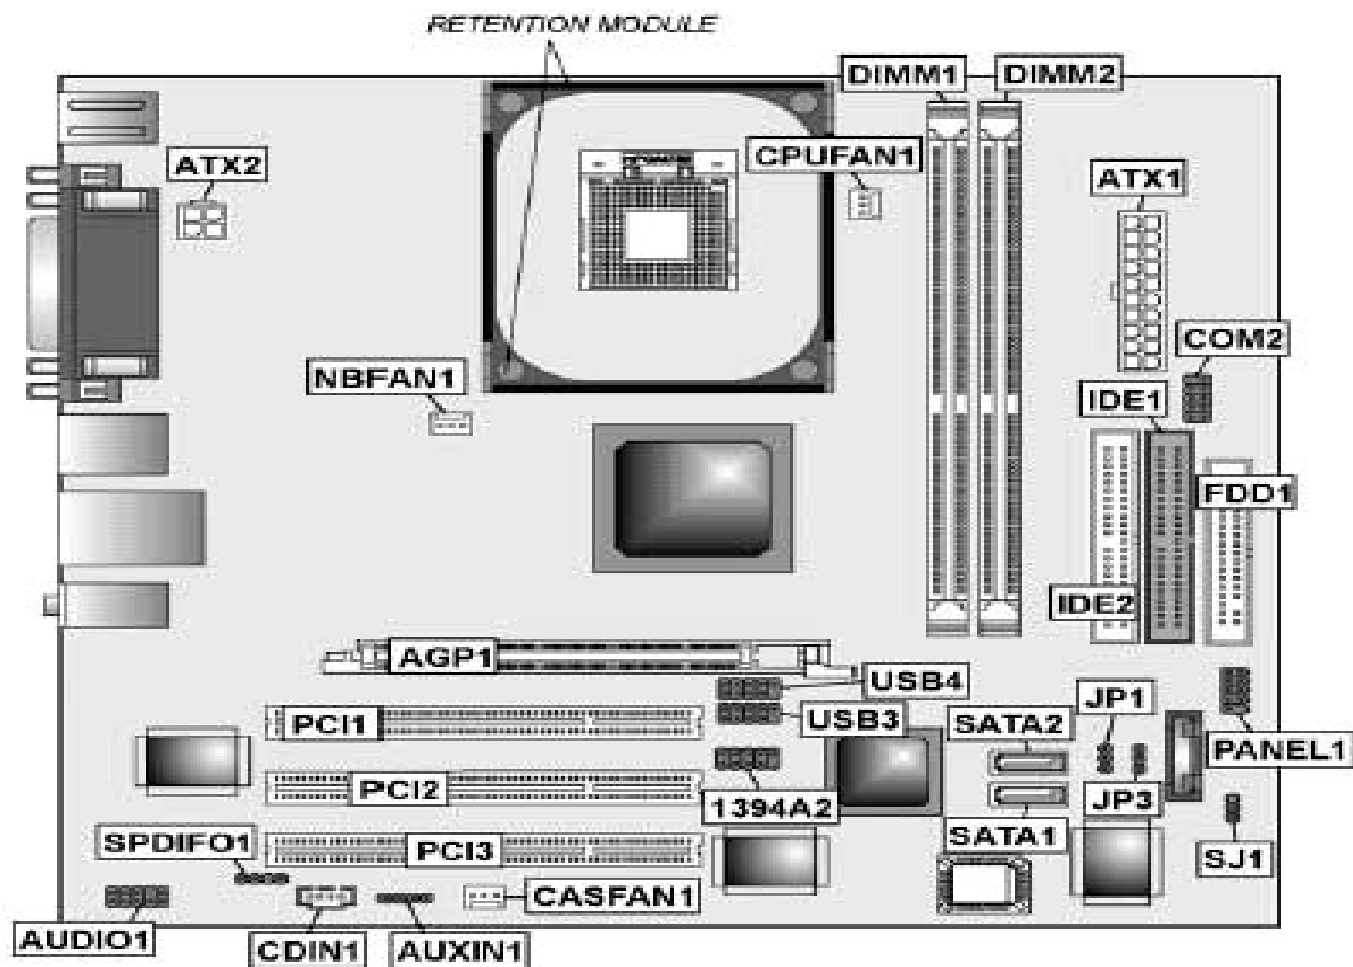 RETENTION MODULE
DIMM1
DIMM2
ATX2
CPUFAN1
ATX1
COM2
NBFAN1
IDE1
FDD1
IDE2
AGP1
USB4
JP1
PCI1
USB3
SATA2
PANEL1
PCI2
1394A2
JP3
SPDIFO1
PCI3
SATA1
SJ1
CASFAN1
AUDIO1
CDIN1
AUXIN1